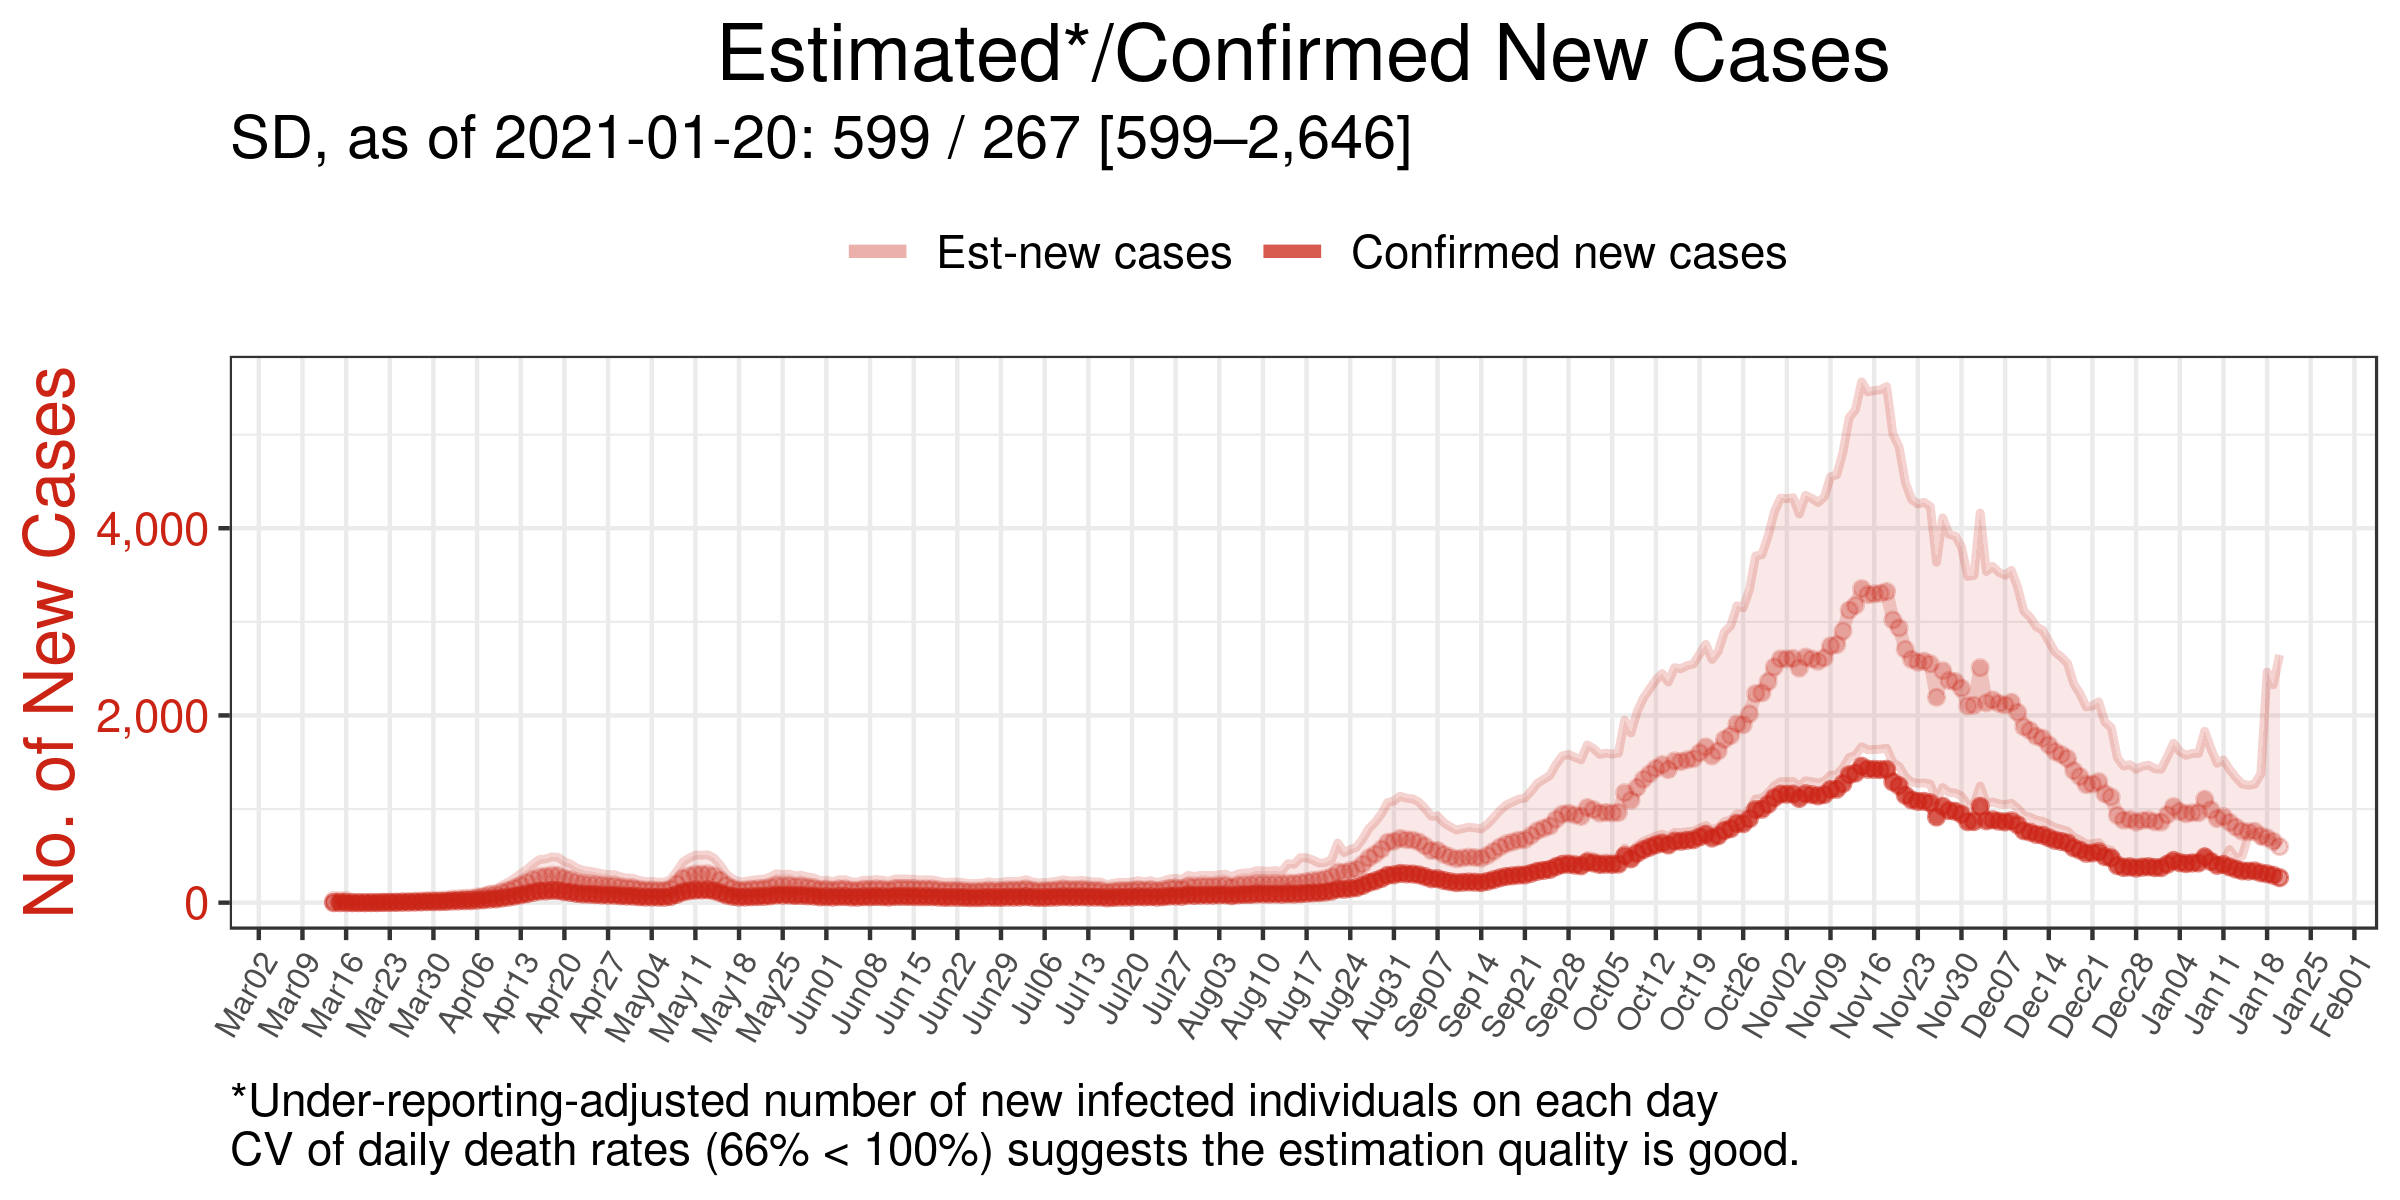 Estimated*/Confirmed New Cases
SD, as of 2021-01-20: 599 / 267 [599–2,646]
Est-new cases
Confirmed new cases
No. of New Cases
4,000
2,000
0
Mar02
Mar09
Mar16
Mar23
Mar30
Apr06
Apr13
Apr20
Apr27
May04
May11
May18
May25
Jun01
Jun08
Jun15
Jun22
Jun29
Jul06
Jul13
Jul20
Jul27
Aug03
Aug10
Aug17
Aug24
Aug31
Sep07
Sep14
Sep21
Sep28
Oct05
Oct12
Oct19
Oct26
Nov02
Nov09
Nov16
Nov23
Nov30
Dec07
Dec14
Dec21
Dec28
Jan04
Jan11
Jan18
Jan25
Feb01
*Under-reporting-adjusted number of new infected individuals on each day
CV of daily death rates (66% < 100%) suggests the estimation quality is good.